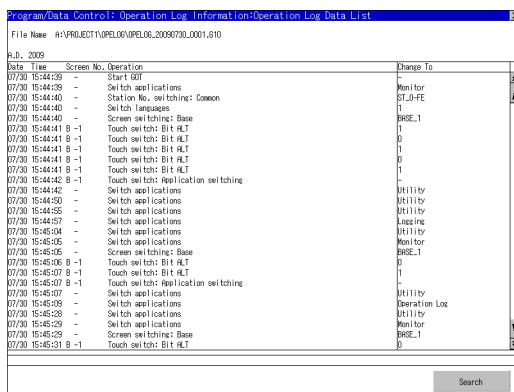 Program/Data Control: Operation Log Information:Operation Log Data List
File Name A:\PROJECT1\OPELOG\OPELOG_20090730_0001.G1O
A.D. 2009
Date Time Screen No. Operation Change To
07/30 15:44:39 - Start GOT -
07/30 15:44:39 - Switch applications Monitor
07/30 15:44:40 - Station No. switching: Common ST_0-FE
07/30 15:44:40 - Switch languages 1
07/30 15:44:40 - Screen switching: Base BASE_1
07/30 15:44:41 B -1 Touch switch: Bit ALT 1
07/30 15:44:41 B -1 Touch switch: Bit ALT 0
07/30 15:44:41 B -1 Touch switch: Bit ALT 1
07/30 15:44:41 B -1 Touch switch: Bit ALT 0
07/30 15:44:41 B -1 Touch switch: Bit ALT 1
07/30 15:44:42 B -1 Touch switch: Application switching -
07/30 15:44:42 - Switch applications Utility
07/30 15:44:50 - Switch applications Utility
07/30 15:44:55 - Switch applications Utility
07/30 15:44:57 - Switch applications Logging
07/30 15:45:04 - Switch applications Utility
07/30 15:45:05 - Switch applications Monitor
07/30 15:45:05 - Screen switching: Base BASE_1
07/30 15:45:06 B -1 Touch switch: Bit ALT 0
07/30 15:45:07 B -1 Touch switch: Bit ALT 1
07/30 15:45:07 B -1 Touch switch: Application switching -
07/30 15:45:07 - Switch applications Utility
07/30 15:45:09 - Switch applications Operation Log
07/30 15:45:28 - Switch applications Utility
07/30 15:45:29 - Switch applications Monitor
07/30 15:45:29 - Screen switching: Base BASE_1
07/30 15:45:31 B -1 Touch switch: Bit ALT 0
Search